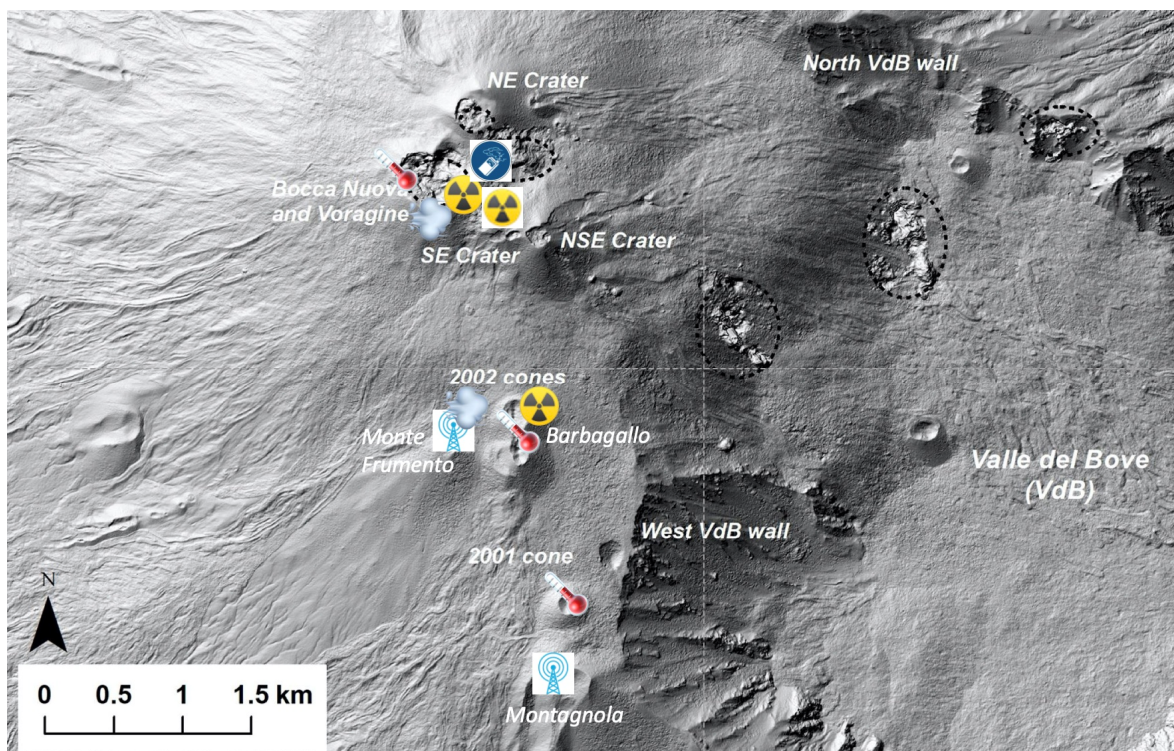 North VdB wall
NE Crater
Bocca Nuova
and Voragine
SE Crater
NSE Crater
2002 cones
Monte
Frumento
Barbagallo
Valle del Bove
(VdB)
West VdB wall
2001 cone
N
0 0.5 1 1.5 km
Montagnola